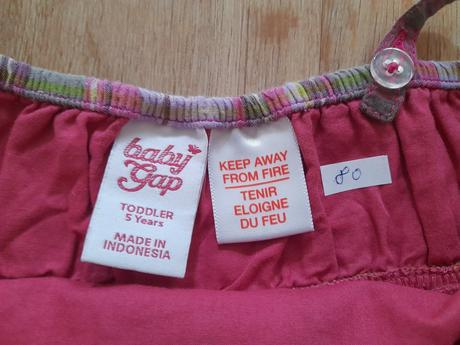 baby
Gap
TODDLER
5 Years
MADE IN
INDONESIA
KEEP AWAY
FROM FIRE
TENIR
ELOIGNE
DU FEU
80